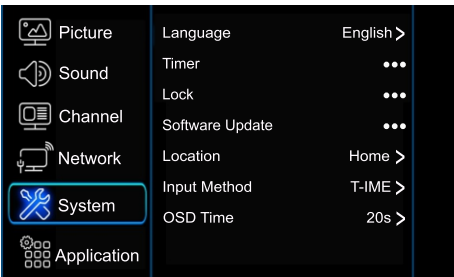 Picture
Sound
Channel
Network
System
Application
Language English >
Timer •••
Lock •••
Software Update •••
Location Home >
Input Method T-IME >
OSD Time 20s >